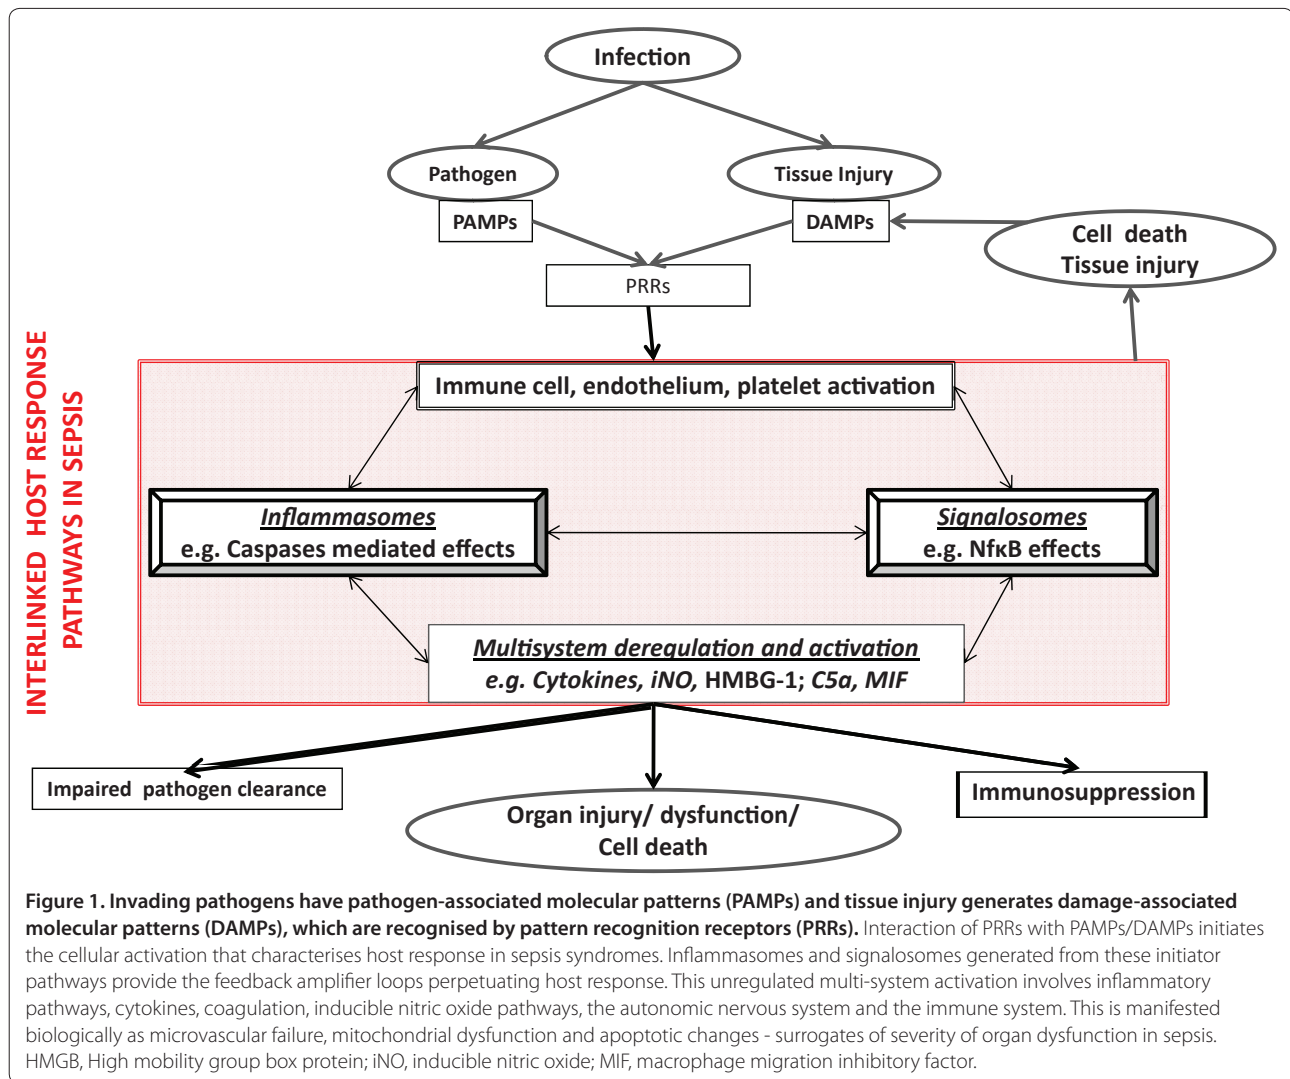 Infection
Pathogen
Tissue Injury
PAMPs
DAMPs
Cell death
Tissue injury
PRRs
INTERLINKED HOST RESPONSE
PATHWAYS IN SEPSIS
Immune cell, endothelium, platelet activation
Inflammasomes
e.g. Caspases mediated effects
Signalosomes
e.g. NfκB effects
Multisystem deregulation and activation
e.g. Cytokines, iNO, HMBG-1; C5a, MIF
Impaired pathogen clearance
Organ injury/ dysfunction/
Cell death
Immunosuppression
Figure 1. Invading pathogens have pathogen-associated molecular patterns (PAMPs) and tissue injury generates damage-associated
molecular patterns (DAMPs), which are recognised by pattern recognition receptors (PRRs). Interaction of PRRs with PAMPs/DAMPs initiates
the cellular activation that characterises host response in sepsis syndromes. Inflammasomes and signalosomes generated from these initiator
pathways provide the feedback amplifier loops perpetuating host response. This unregulated multi-system activation involves inflammatory
pathways, cytokines, coagulation, inducible nitric oxide pathways, the autonomic nervous system and the immune system. This is manifested
biologically as microvascular failure, mitochondrial dysfunction and apoptotic changes - surrogates of severity of organ dysfunction in sepsis.
HMGB, High mobility group box protein; iNO, inducible nitric oxide; MIF, macrophage migration inhibitory factor.